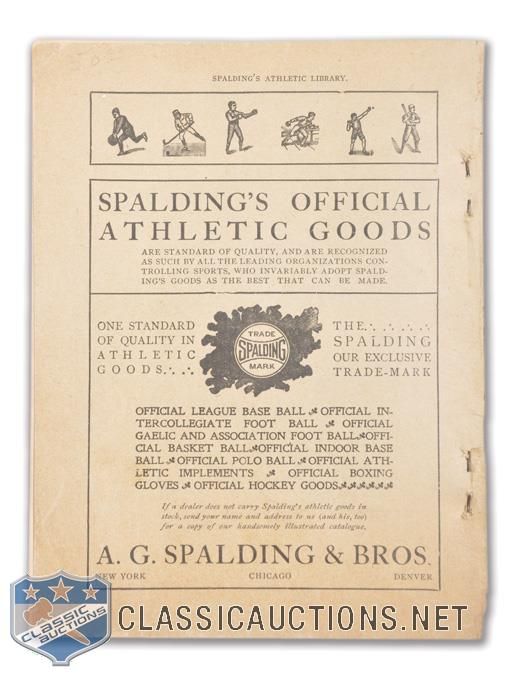 SPALDING'S ATHLETIC LIBRARY.
SPALDING'S OFFICIAL
ATHLETIC GOODS
ARE STANDARD OF QUALITY, AND ARE RECOGNIZED
AS SUCH BY ALL THE LEADING ORGANIZATIONS CON-
TROLLING SPORTS, WHO INVARIABLY ADOPT SPALD-
ING'S GOODS AS THE BEST THAT CAN BE MADE.
ONE STANDARD
OF QUALITY IN
ATHLETIC
GOODS.∴ ∴
TRADE
SPALDING
MARK
THE.∴ ∴ ∴ ∴
SPALDING
OUR EXCLUSIVE
TRADE-MARK
OFFICIAL LEAGUE BASE BALL OFFICIAL IN-
TERCOLLEGIATE FOOT BALL OFFICIAL
GAELIC AND ASSOCIATION FOOT BALL OFFI-
CIAL BASKET BALL OFFICIAL INDOOR BASE
BALL OFFICIAL POLO BALL OFFICIAL ATH-
LETIC IMPLEMENTS OFFICIAL BOXING
GLOVES OFFICIAL HOCKEY GOODS
If a dealer does not carry Spalding's athletic goods in
stock, send your name and address to us (and his, too)
for a copy of our handsomely illustrated catalogue.
A. G. SPALDING & BROS.
NEW YORK CHICAGO DENVER
CLASSIC
AUCTIONS
CLASSICAUCTIONS.NET